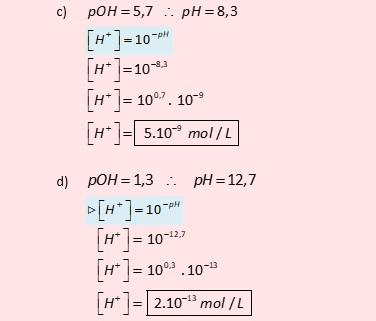 c) pOH = 5,7 ∴ pH = 8,3
[H⁺] = 10⁻ᵖᴴ
[H⁺] = 10⁻⁸,³
[H⁺] = 10⁰,⁷ . 10⁻⁹
[H⁺] = 5.10⁻⁹ mol / L
d) pOH = 1,3 ∴ pH = 12,7
▷[H⁺] = 10⁻ᵖᴴ
[H⁺] = 10⁻¹²,⁷
[H⁺] = 10⁰,³ .10⁻¹³
[H⁺] = 2.10⁻¹³ mol / L